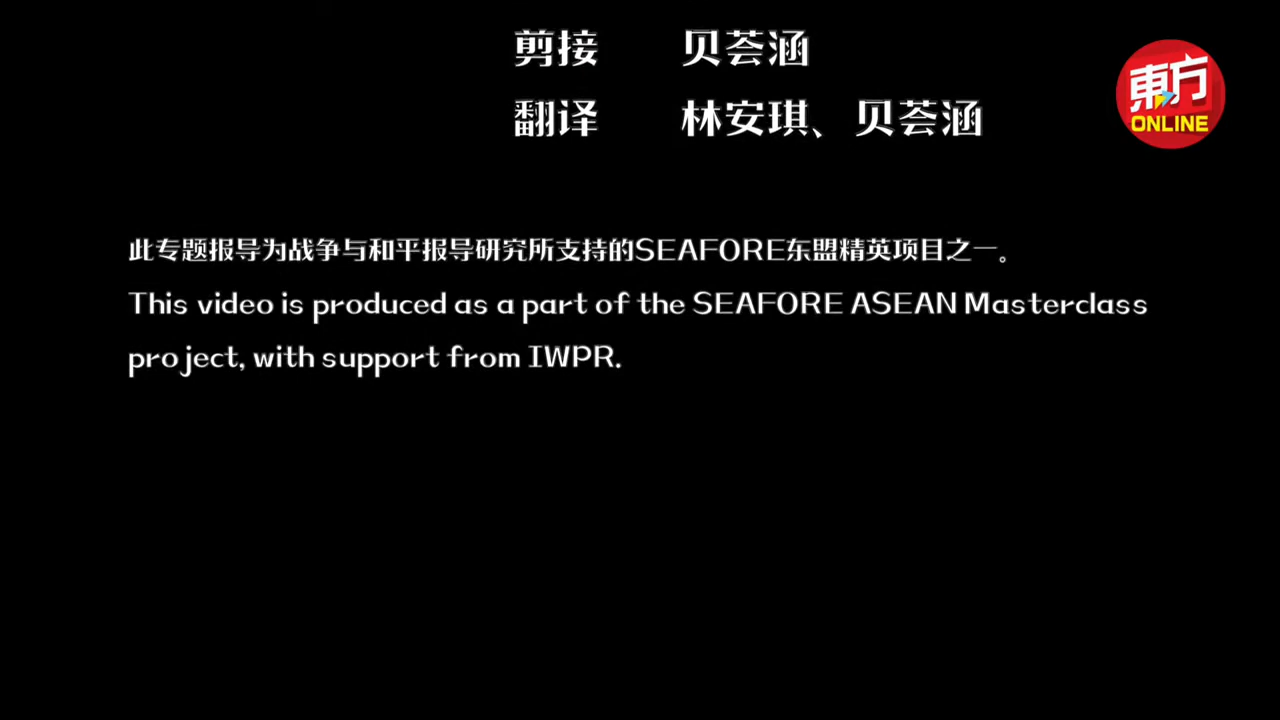 剪接 贝荟涵
翻译 林安琪、贝荟涵
東方
ONLINE
此专题报导为战争与和平报导研究所支持的SEAFORE东盟精英项目之一。
This video is produced as a part of the SEAFORE ASEAN Masterclass
project, with support from IWPR.